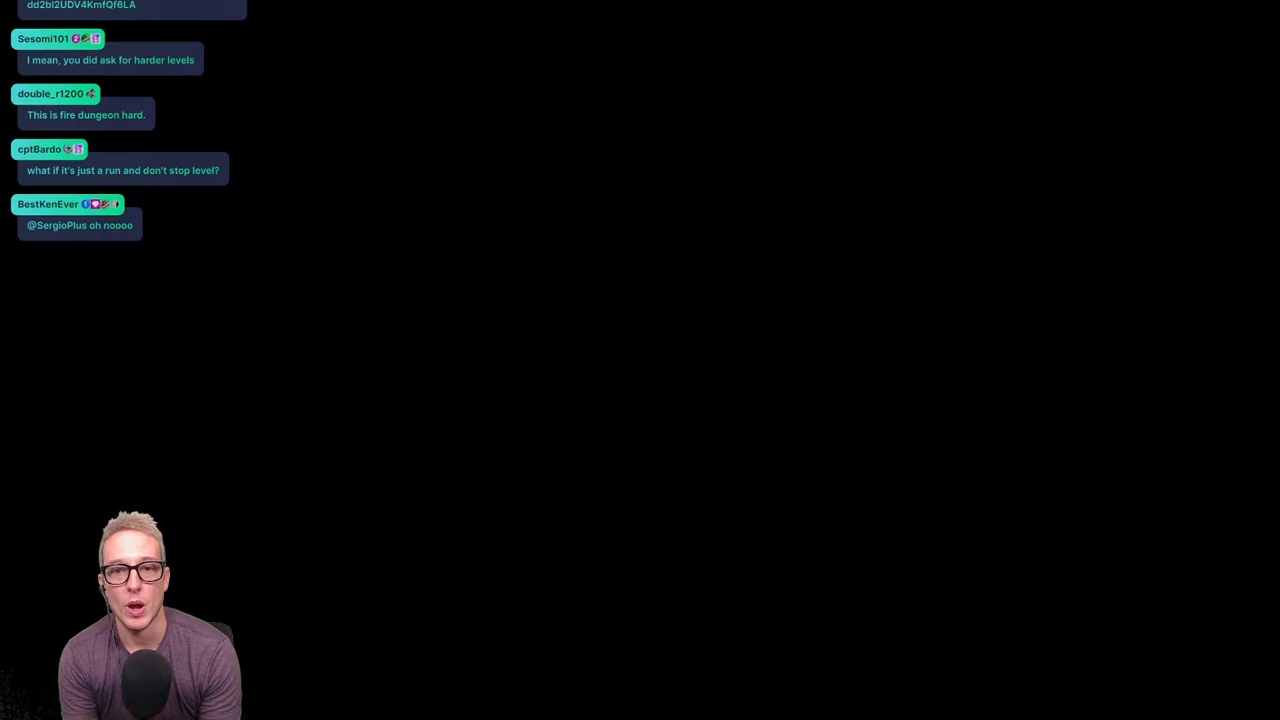 dd2bI2UDV4KmfQf6LA
Sesomi101
I mean, you did ask for harder levels
double_r1200
This is fire dungeon hard.
cptBardo
what if it's just a run and don't stop level?
BestKenEver
@SergioPlus oh noooo